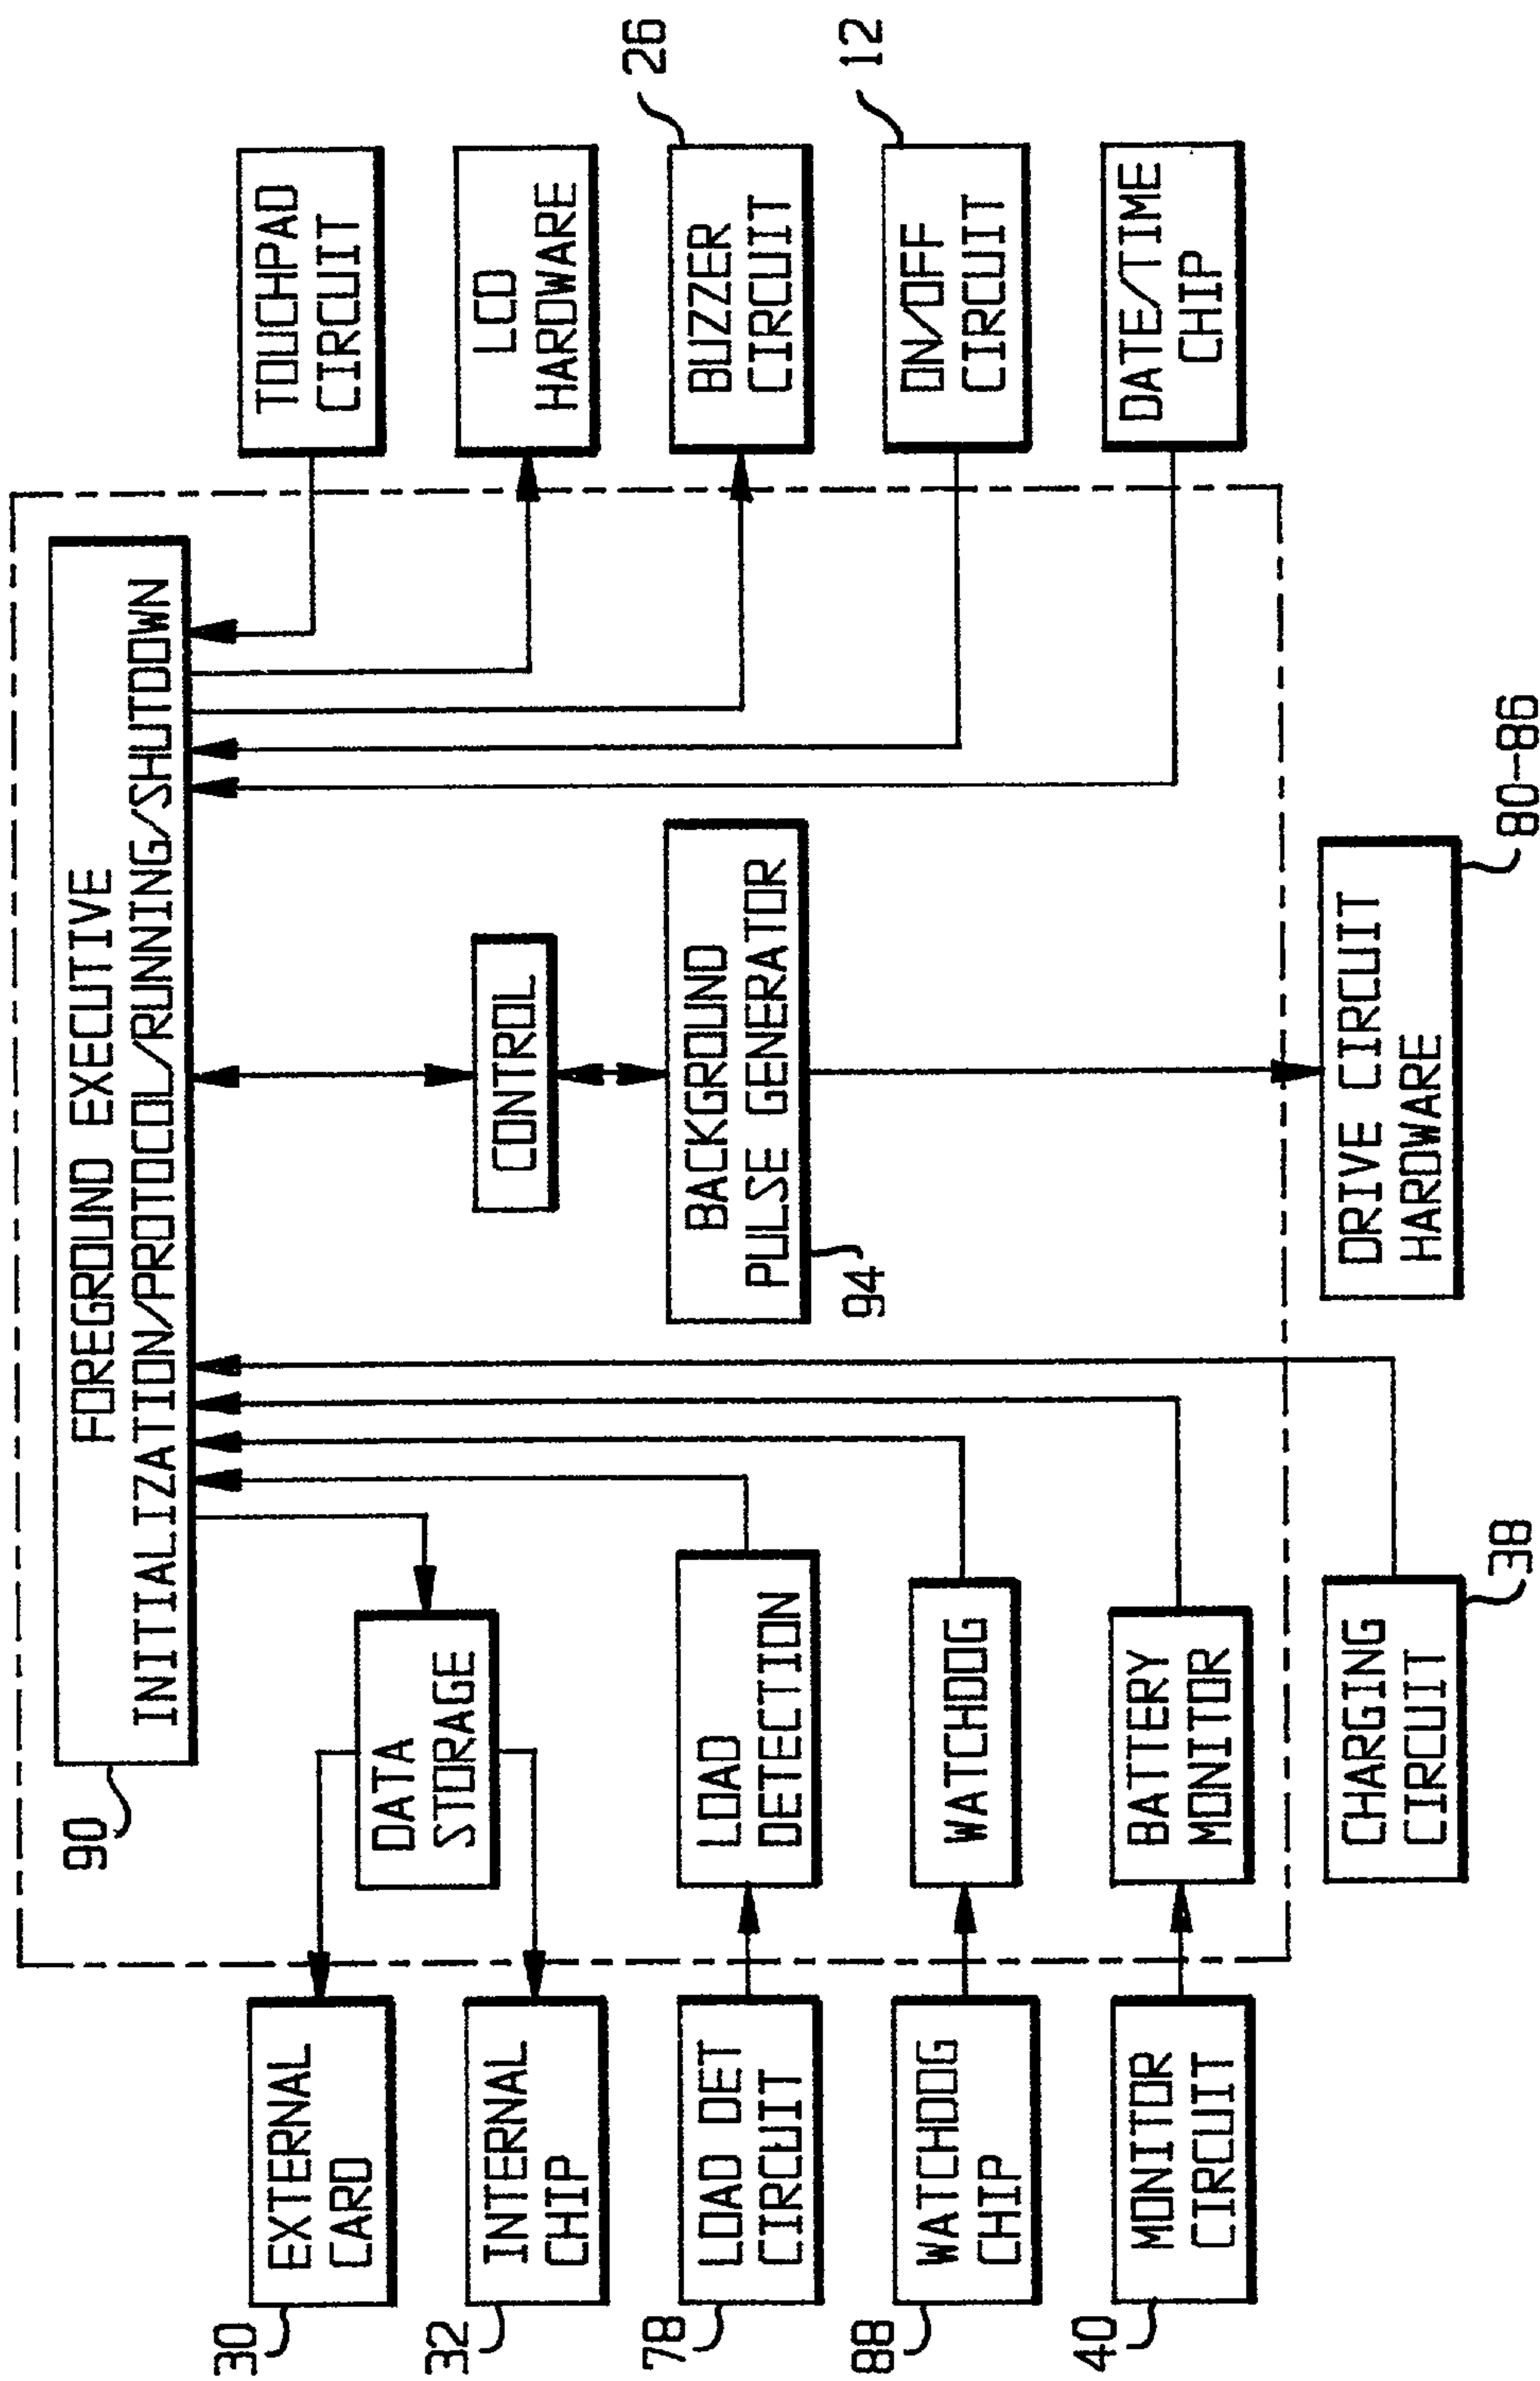 90
FOREGROUND EXECUTIVE
INITIALIZATION/PROTOCOL/RUNNING/SHUTDOWN
30
EXTERNAL
CARD
32
INTERNAL
CHIP
78
LOAD DET
CIRCUIT
88
WATCHDOG
CHIP
40
MONITOR
CIRCUIT
DATA
STORAGE
LOAD
DETECTION
WATCHDOG
BATTERY
MONITOR
CHARGING
CIRCUIT
38
CONTROL
BACKGROUND
PULSE GENERATOR
94
DRIVE CIRCUIT
HARDWARE
80-86
TOUCHPAD
CIRCUIT
LCD
HARDWARE
BUZZER
CIRCUIT
26
ON/OFF
CIRCUIT
12
DATE/TIME
CHIP